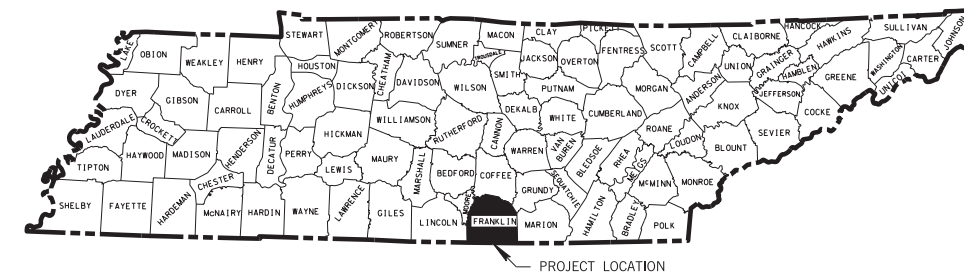 LAKE
OBION
WEAKLEY
HENRY
STEWART
MONTGOMERY
ROBERTSON
SUMNER
TROUSDALE
MACON
CLAY
PICKETT
FENTRESS
SCOTT
CAMPBELL
CLAIBORNE
HANCOCK
HAWKINS
SULLIVAN
JOHNSON
WASHINGTON
CARTER
UNICOI
GREENE
HAMBLEN
GRAINGER
UNION
ANDERSON
JEFFERSON
COCKE
SEVIER
KNOX
BLOUNT
LOUDON
ROANE
MORGAN
CUMBERLAND
OVERTON
JACKSON
PUTNAM
SMITH
DEKALB
WHITE
WILSON
DAVIDSON
CHEATHAM
DICKSON
HOUSTON
HUMPHREYS
BENTON
CARROLL
GIBSON
DYER
LAUDERDALE
CROCKETT
TIPTON
HAYWOOD
MADISON
HENDERSON
DECATUR
PERRY
HICKMAN
LEWIS
MAURY
WILLIAMSON
RUTHERFORD
CANNON
WARREN
VAN
BUREN
BLEDSOE
RHEA
MEIGS
McMINN
MONROE
POLK
BRADLEY
HAMILTON
SEQUATCHIE
GRUNDY
MARION
COFFEE
BEDFORD
MOORE
FRANKLIN
LINCOLN
MARSHALL
GILES
LAWRENCE
WAYNE
HARDIN
McNAIRY
CHESTER
HARDEMAN
FAYETTE
SHELBY
PROJECT LOCATION